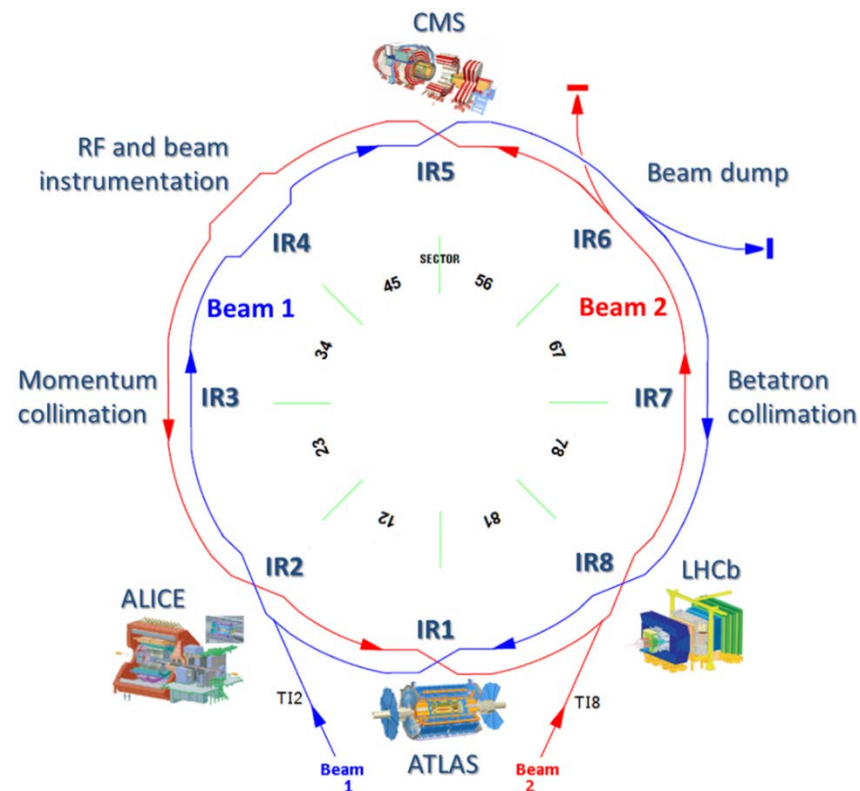 CMS
RF and beam
instrumentation
Beam dump
IR5
IR4
IR6
SECTOR
45
56
Beam 1
Beam 2
34
67
Momentum
collimation
IR3
IR7
Betatron
collimation
23
78
12
81
IR2
IR8
ALICE
LHCb
IR1
TI2
TI8
ATLAS
Beam
1
Beam
2